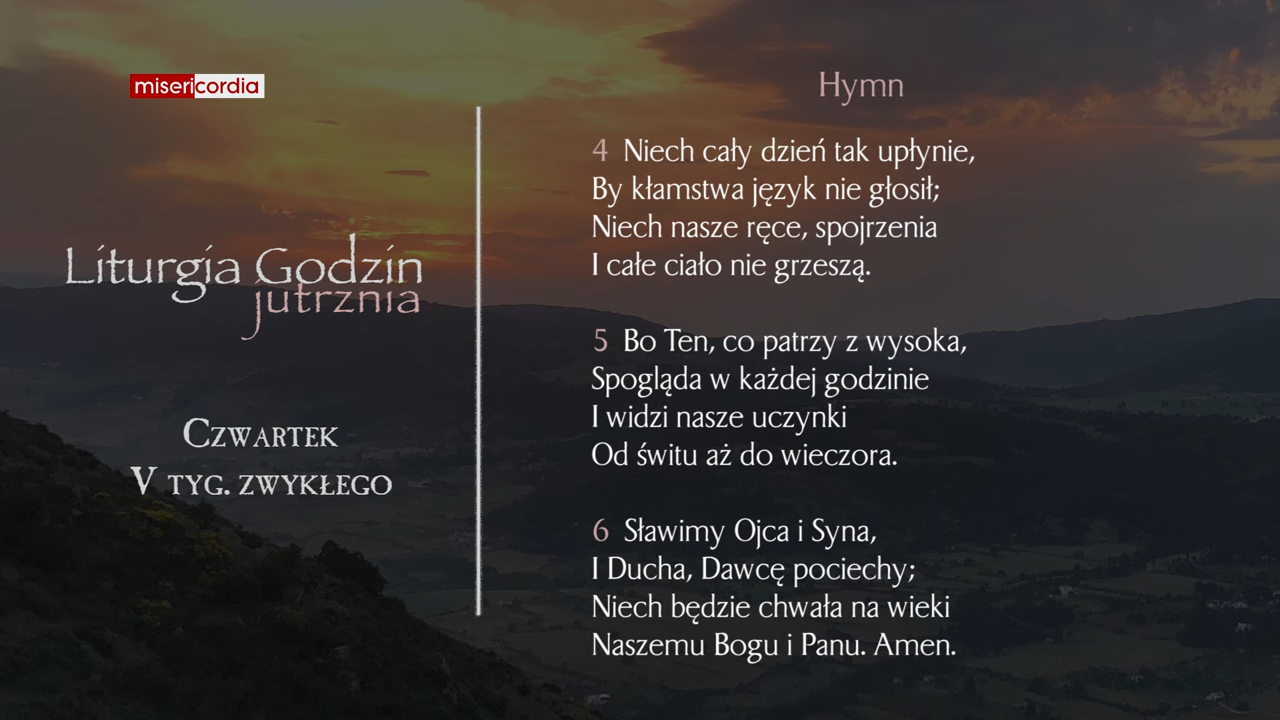 misericordia
Liturgia Godzin
jutrznia
Czwartek
V tyg. zwykłego
Hymn
4 Niech cały dzień tak upłynie,
By kłamstwa język nie głosił;
Niech nasze ręce, spojrzenia
I całe ciało nie grzeszą.
5 Bo Ten, co patrzy z wysoka,
Spogląda w każdej godzinie
I widzi nasze uczynki
Od świtu aż do wieczora.
6 Sławimy Ojca i Syna,
I Ducha, Dawcę pociechy;
Niech będzie chwała na wieki
Naszemu Bogu i Panu. Amen.